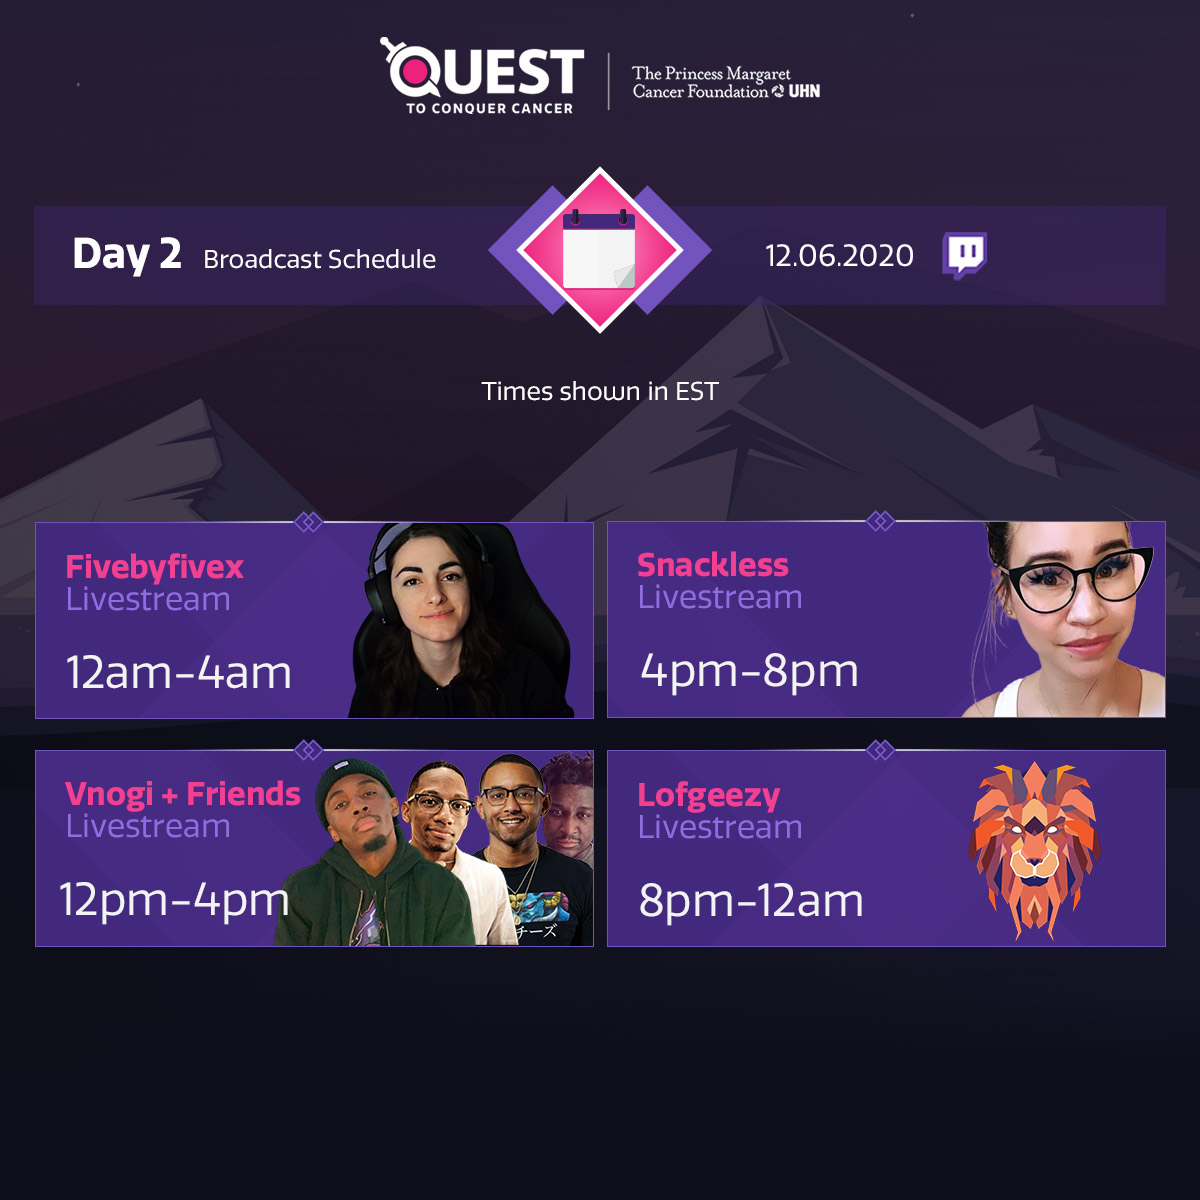 QUEST
TO CONQUER CANCER
The Princess Margaret
Cancer Foundation UHN
Day 2 Broadcast Schedule
12.06.2020
Times shown in EST
Fivebyfivex
Livestream
12am-4am
Snackless
Livestream
4pm-8pm
Vnogi + Friends
Livestream
12pm-4pm
チーズ
Lofgeezy
Livestream
8pm-12am